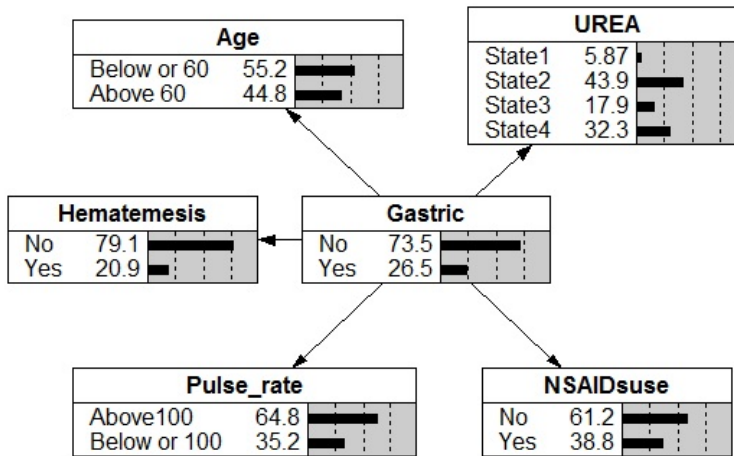 Age
Below or 60 55.2
Above 60 44.8
UREA
State1 5.87
State2 43.9
State3 17.9
State4 32.3
Hematemesis
No 79.1
Yes 20.9
Gastric
No 73.5
Yes 26.5
Pulse_rate
Above100 64.8
Below or 100 35.2
NSAIDsuse
No 61.2
Yes 38.8